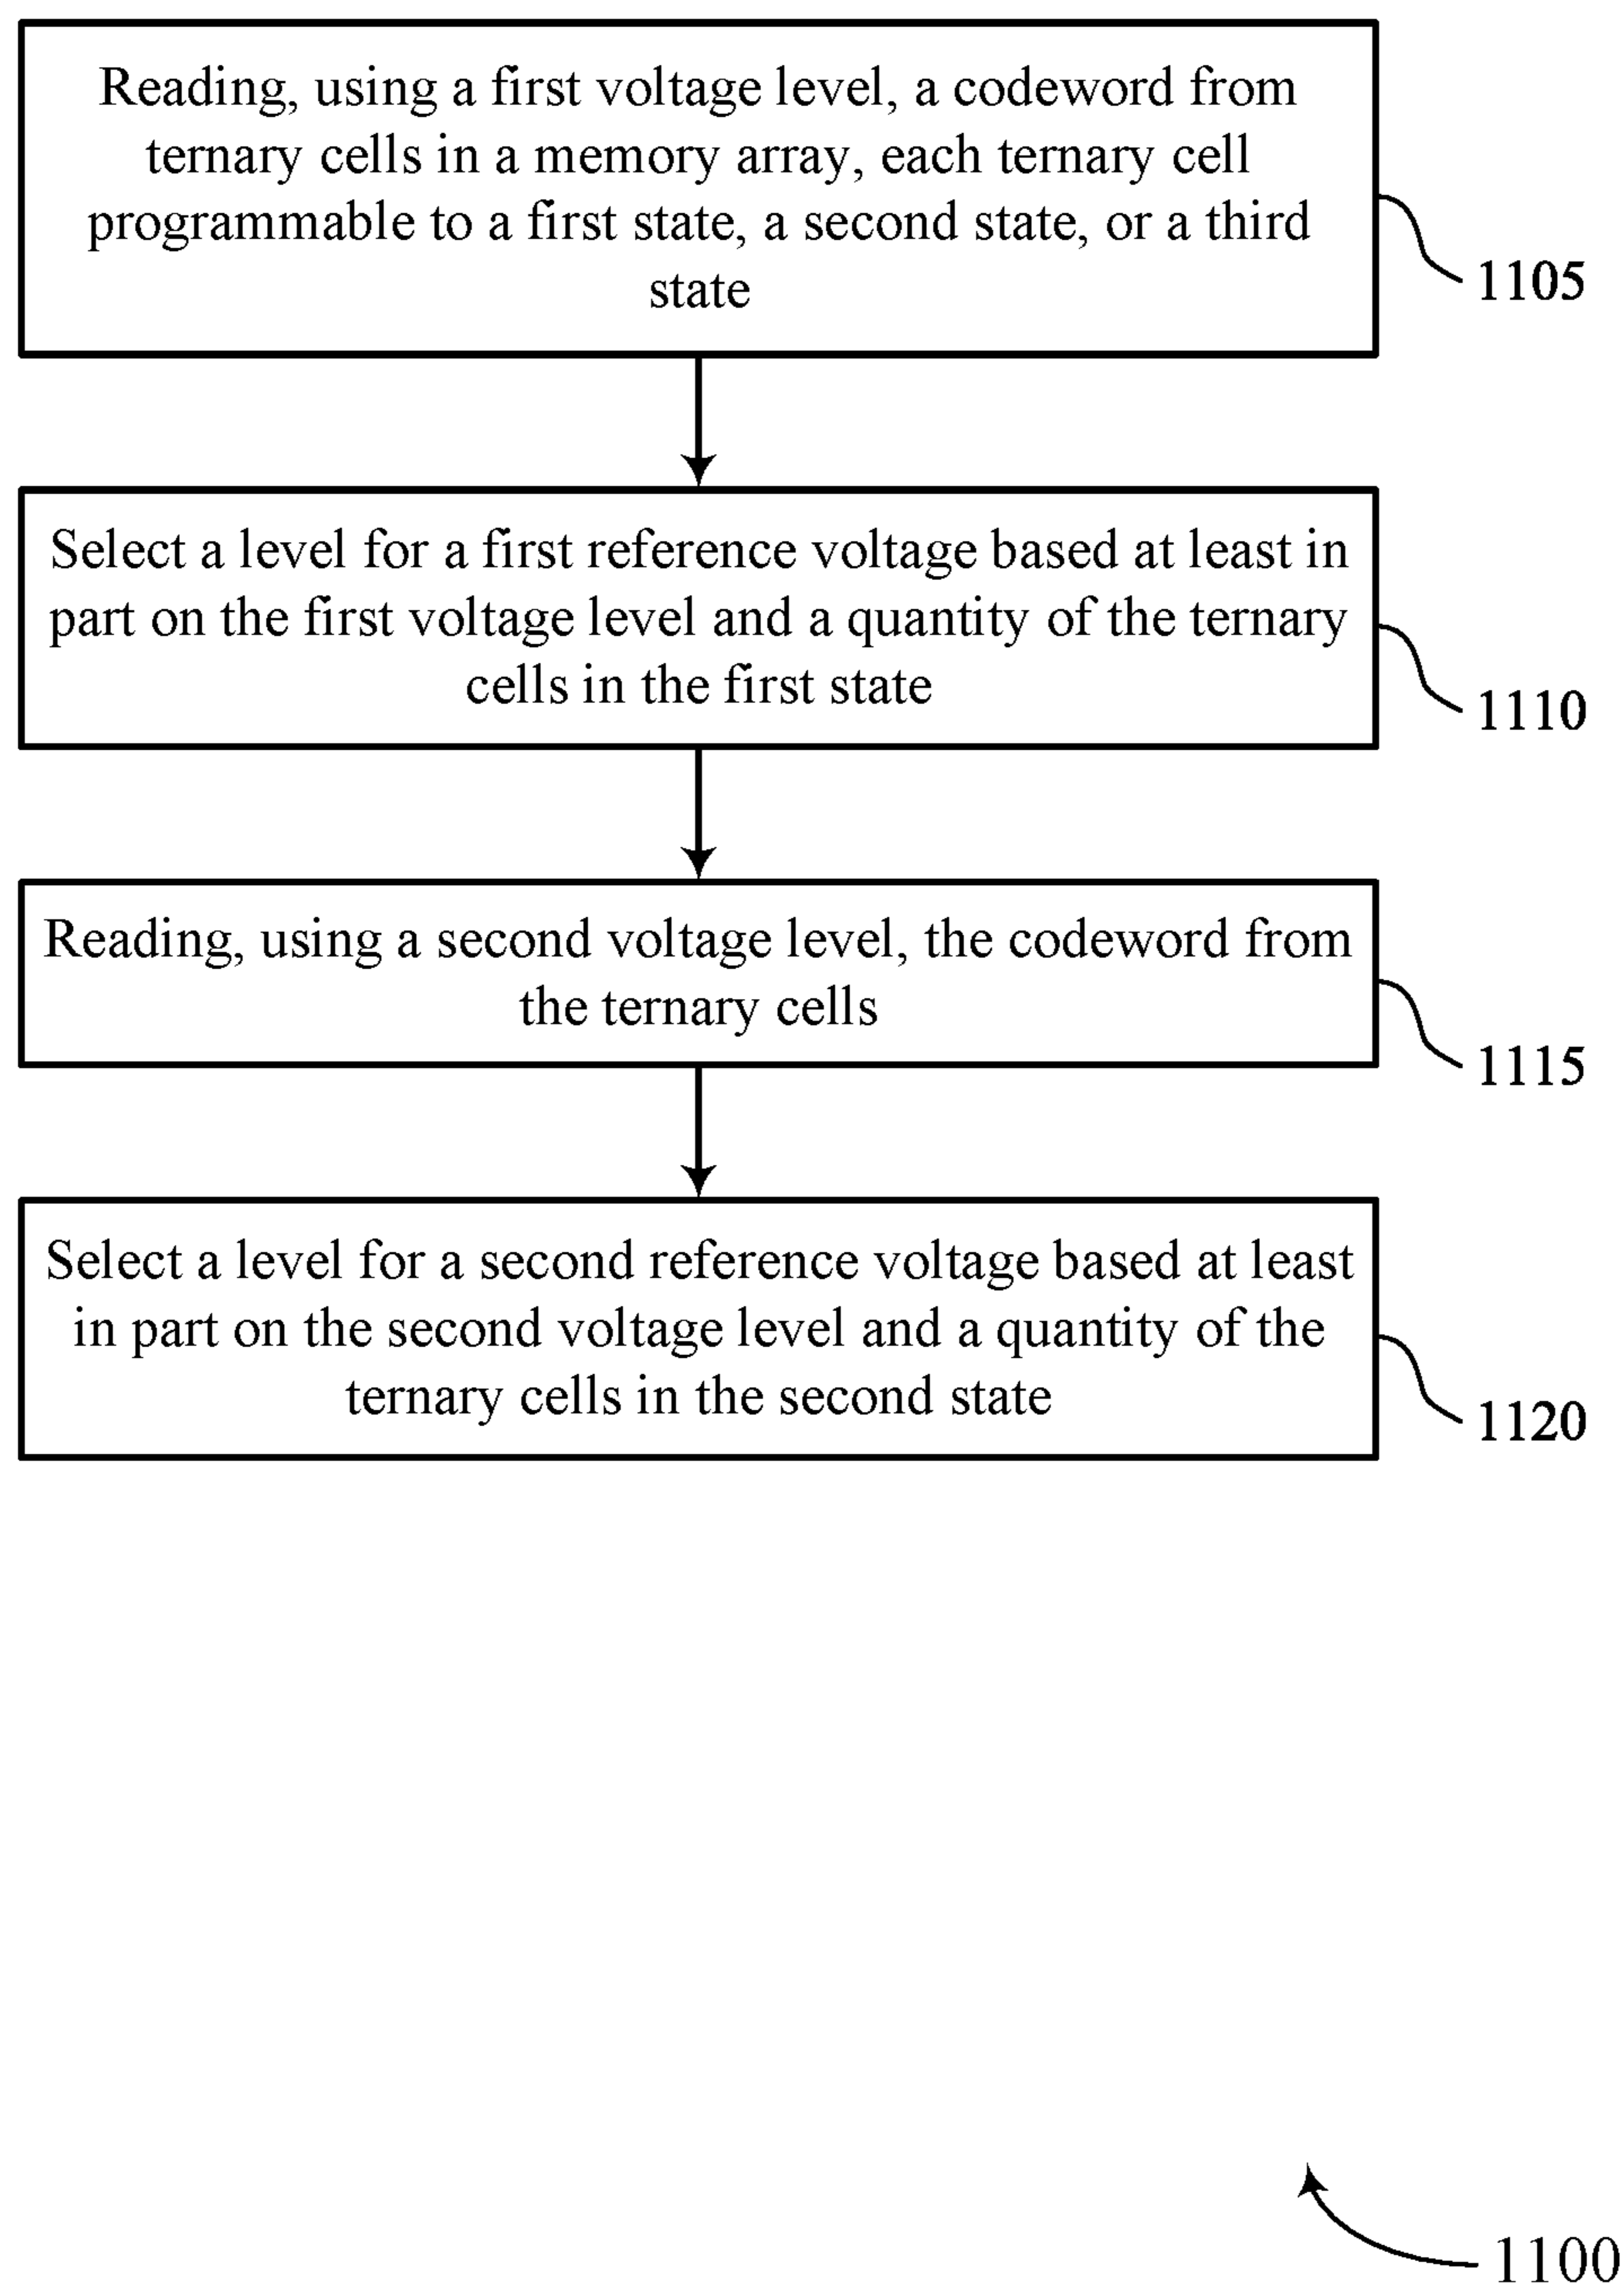 Reading, using a first voltage level, a codeword from
ternary cells in a memory array, each ternary cell
programmable to a first state, a second state, or a third
state
1105
Select a level for a first reference voltage based at least in
part on the first voltage level and a quantity of the ternary
cells in the first state
1110
Reading, using a second voltage level, the codeword from
the ternary cells
1115
Select a level for a second reference voltage based at least
in part on the second voltage level and a quantity of the
ternary cells in the second state
1120
1100